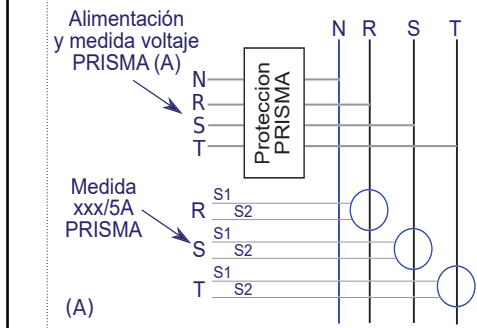 Alimentación
y medida voltaje
PRISMA (A)
N R S T
N
R
S
T
Proteccion
PRISMA
Medida
xxx/5A
PRISMA
R S1
S2
S S1
S2
T S1
S2
(A)